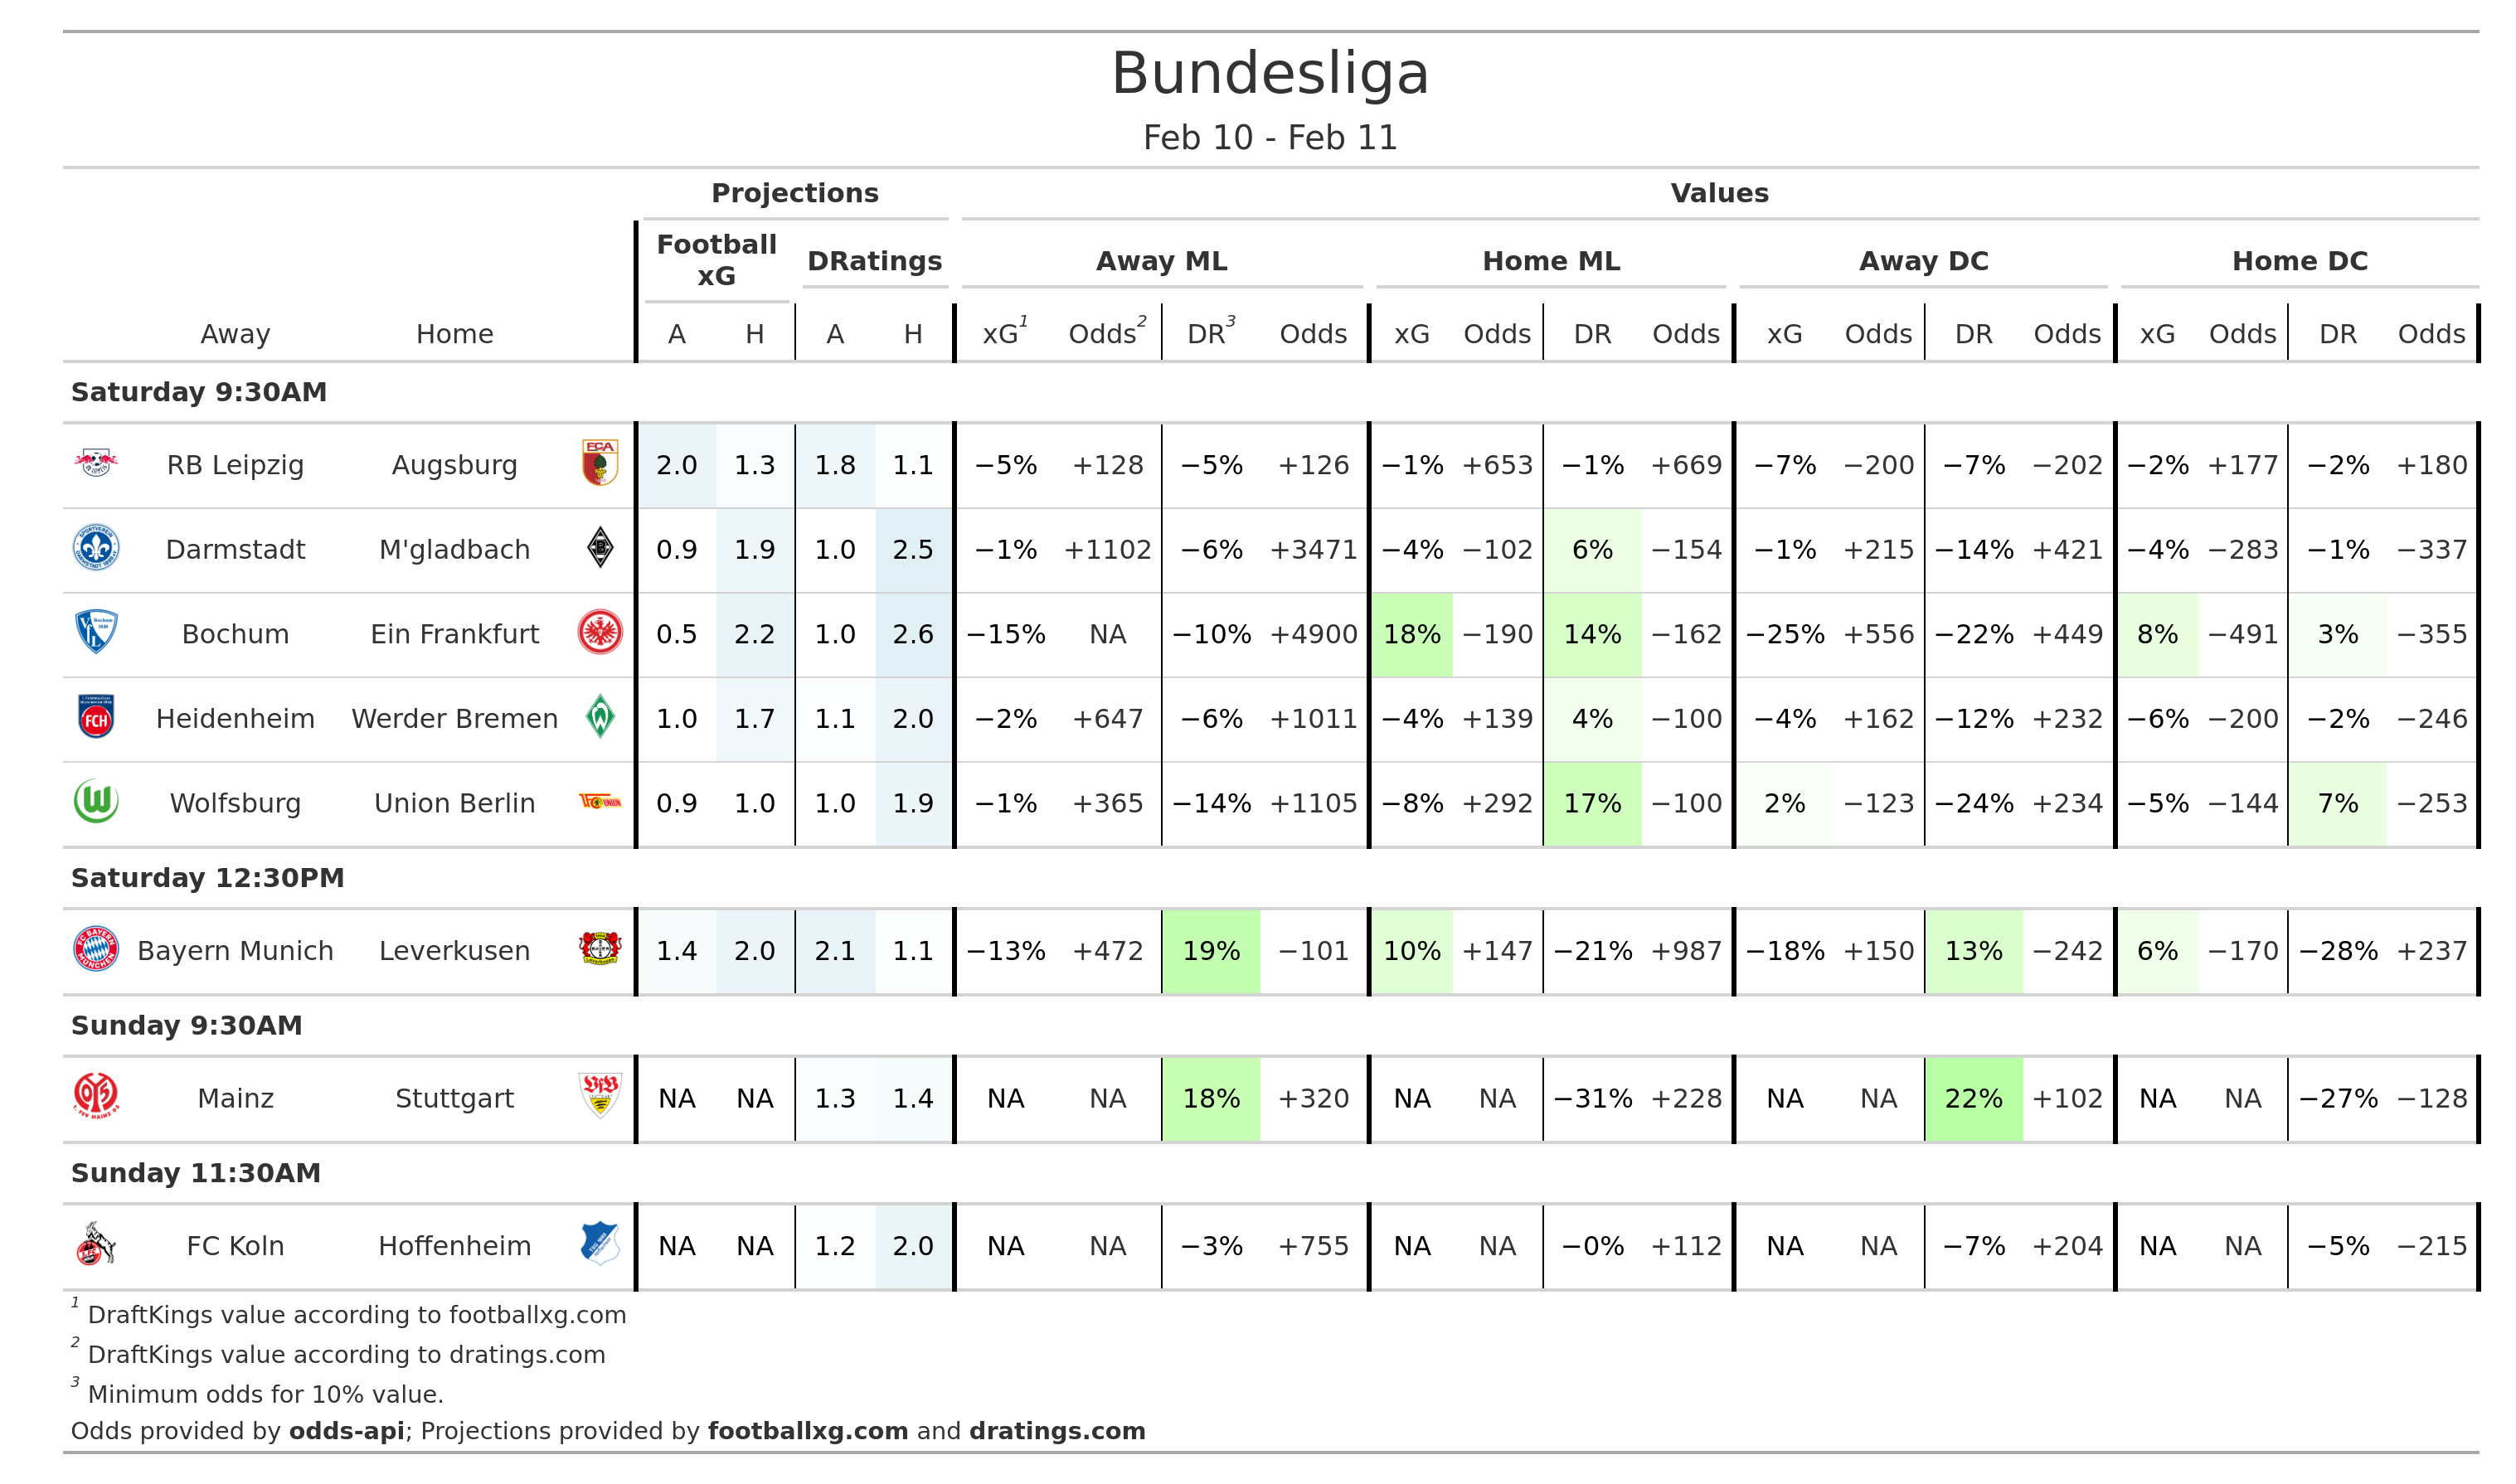 Bundesliga
Feb 10 - Feb 11
Projections Values
Football xG DRatings Away ML Home ML Away DC Home DC
Away Home A H A H xG1 Odds2 DR3 Odds xG Odds DR Odds xG Odds DR Odds xG Odds DR Odds
Saturday 9:30AM
RB Leipzig Augsburg 2.0 1.3 1.8 1.1 −5% +128 −5% +126 −1% +653 −1% +669 −7% −200 −7% −202 −2% +177 −2% +180
Darmstadt M'gladbach 0.9 1.9 1.0 2.5 −1% +1102 −6% +3471 −4% −102 6% −154 −1% +215 −14% +421 −4% −283 −1% −337
Bochum Ein Frankfurt 0.5 2.2 1.0 2.6 −15% NA −10% +4900 18% −190 14% −162 −25% +556 −22% +449 8% −491 3% −355
Heidenheim Werder Bremen 1.0 1.7 1.1 2.0 −2% +647 −6% +1011 −4% +139 4% −100 −4% +162 −12% +232 −6% −200 −2% −246
Wolfsburg Union Berlin 0.9 1.0 1.0 1.9 −1% +365 −14% +1105 −8% +292 17% −100 2% −123 −24% +234 −5% −144 7% −253
Saturday 12:30PM
Bayern Munich Leverkusen 1.4 2.0 2.1 1.1 −13% +472 19% −101 10% +147 −21% +987 −18% +150 13% −242 6% −170 −28% +237
Sunday 9:30AM
Mainz Stuttgart NA NA 1.3 1.4 NA NA 18% +320 NA NA −31% +228 NA NA 22% +102 NA NA −27% −128
Sunday 11:30AM
FC Koln Hoffenheim NA NA 1.2 2.0 NA NA −3% +755 NA NA −0% +112 NA NA −7% +204 NA NA −5% −215
1 DraftKings value according to footballxg.com
2 DraftKings value according to dratings.com
3 Minimum odds for 10% value.
Odds provided by odds-api; Projections provided by footballxg.com and dratings.com